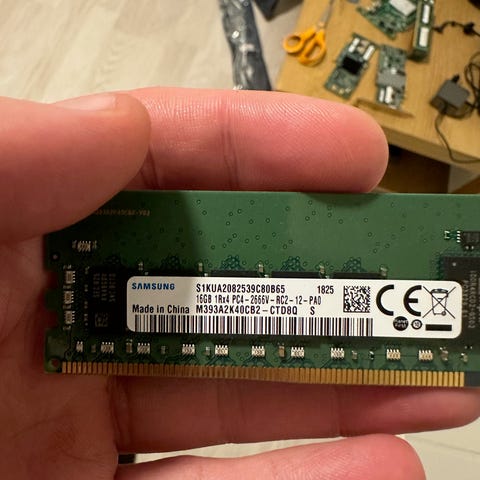 SAMSUNG
S1KUA2082539C80B65 1825
16GB 1Rx4 PC4-2666V-RC2-12-PA0
Made in China M393A2K40CB2-CTD8Q S
CE